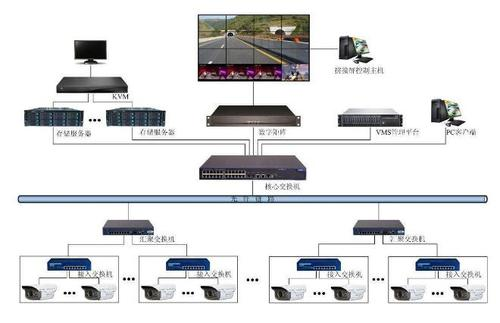 拼接屏控制主机
KVM
存储服务器
存储服务器
数字矩阵
VMS管理平台
PC客户端
核心交换机
光管链路
汇聚交换机
汇聚交换机
接入交换机
接入交换机
接入交换机
接入交换机